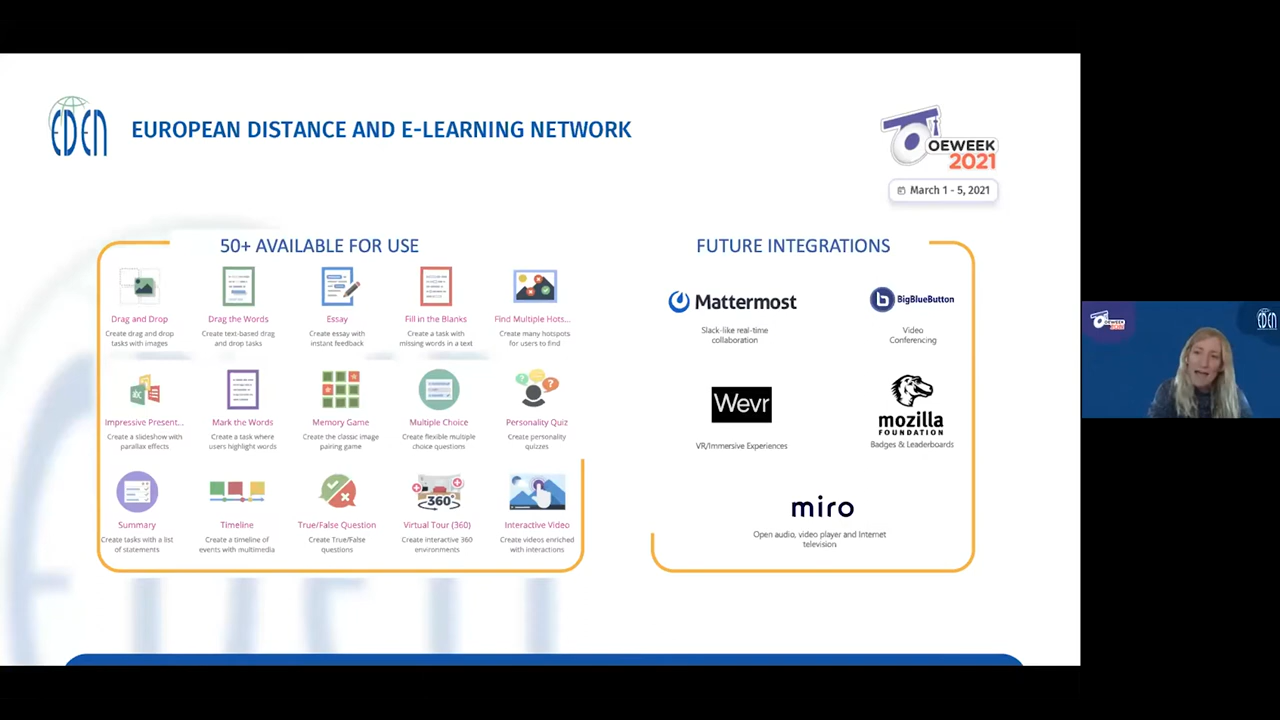 EDEN
EUROPEAN DISTANCE AND E-LEARNING NETWORK
OEWEEK
2021
March 1 - 5, 2021
50+ AVAILABLE FOR USE
Drag and Drop
Create drag and drop
tasks with images
Drag the Words
Create text-based drag
and drop tasks
Essay
Create essay with
instant feedback
Fill in the Blanks
Create a task with
missing words in a text
Find Multiple Hots...
Create many hotspots
for users to find
Impressive Present...
Create a slideshow with
parallax effects
Mark the Words
Create a task where
users highlight words
Memory Game
Create the classic image
pairing game
Multiple Choice
Create flexible multiple
choice questions
Personality Quiz
Create personality
quizzes
Summary
Create tasks with a list
of statements
Timeline
Create a timeline of
events with multimedia
True/False Question
Create True/False
questions
360°
Virtual Tour (360)
Create interactive 360
environments
Interactive Video
Create videos enriched
with interactions
FUTURE INTEGRATIONS
Mattermost
Slack-like real-time
collaboration
b BigBlueButton
Video
Conferencing
Wevr
VR/Immersive Experiences
mozilla
FOUNDATION
Badges & Leaderboards
miro
Open audio, video player and Internet
television
OEWEEK
EDEN